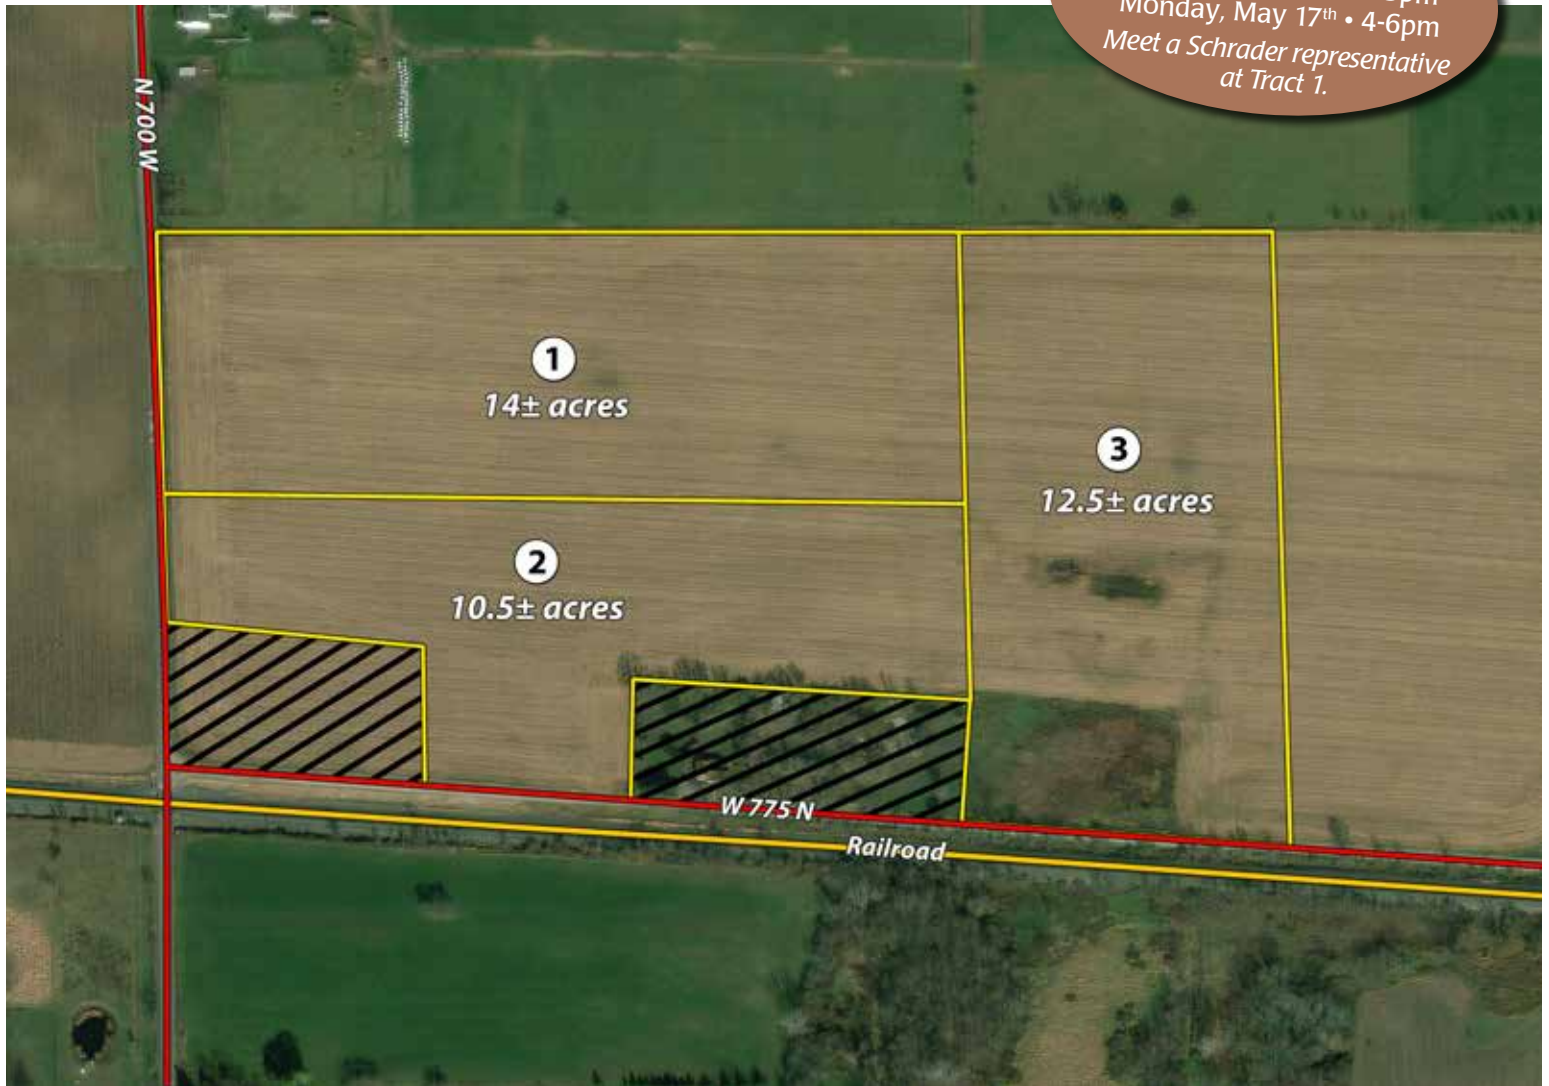 Monday, May 17th • 4-6pm
Meet a Schrader representative
at Tract 1.
N 700 W
1
14± acres
3
12.5± acres
2
10.5± acres
W 775 N
Railroad